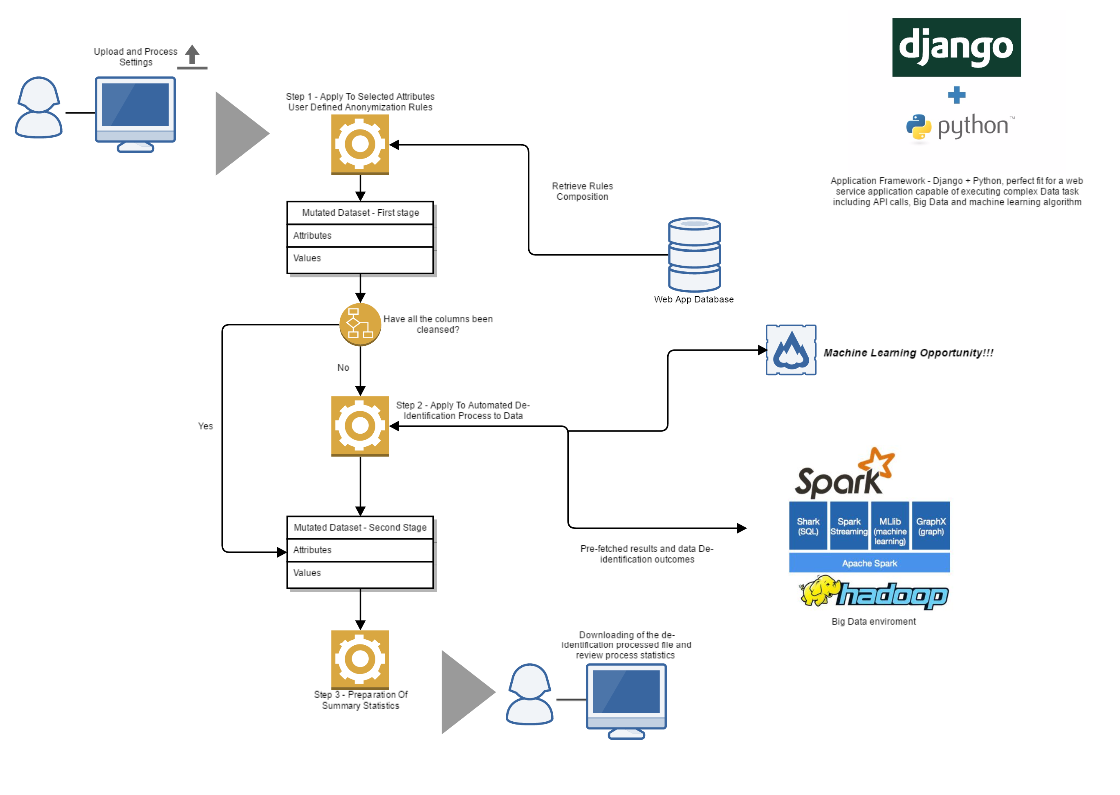 Upload and Process
Settings
django
python™
Application Framework - Django + Python, perfect fit for a web
service application capable of executing complex Data task
including API calls, Big Data and machine learning algorithm
Step 1 - Apply To Selected Attributes
User Defined Anonymization Rules
Mutated Dataset - First stage
Attributes
Values
Retrieve Rules
Composition
Web App Database
Have all the columns been
cleansed?
No
Yes
Machine Learning Opportunity!!!
Step 2 - Apply To Automated De-
Identification Process to Data
Spark
Shark
(SQL)
Spark
Streaming
MLlib
(machine
learning)
GraphX
(graph)
Apache Spark
hadoop
Big Data enviroment
Mutated Dataset - Second Stage
Attributes
Values
Pre-fetched results and data De-
identification outcomes
Step 3 - Preparation Of
Summary Statistics
Downloading of the de-
Identification processed file and
review process statistics